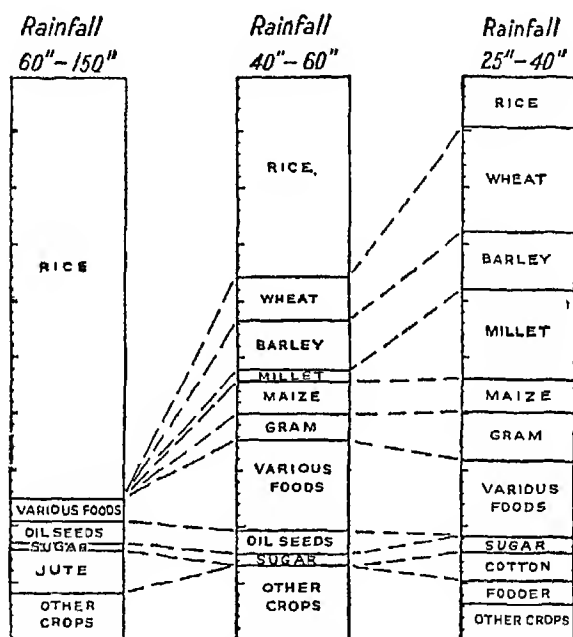 Rainfall
60"-150"
RICE
VARIOUS FOODS
OIL SEEDS
SUGAR
JUTE
OTHER
CROPS
Rainfall
40"-60"
RICE.
WHEAT
BARLEY
MILLET
MAIZE
GRAM
VARIOUS
FOODS
OIL SEEDS
SUGAR
OTHER
CROPS
Rainfall
25"-40"
RICE
WHEAT
BARLEY
MILLET
MAIZE
GRAM
VARIOUS
FOODS
SUGAR
COTTON
FODDER
OTHER CROPS